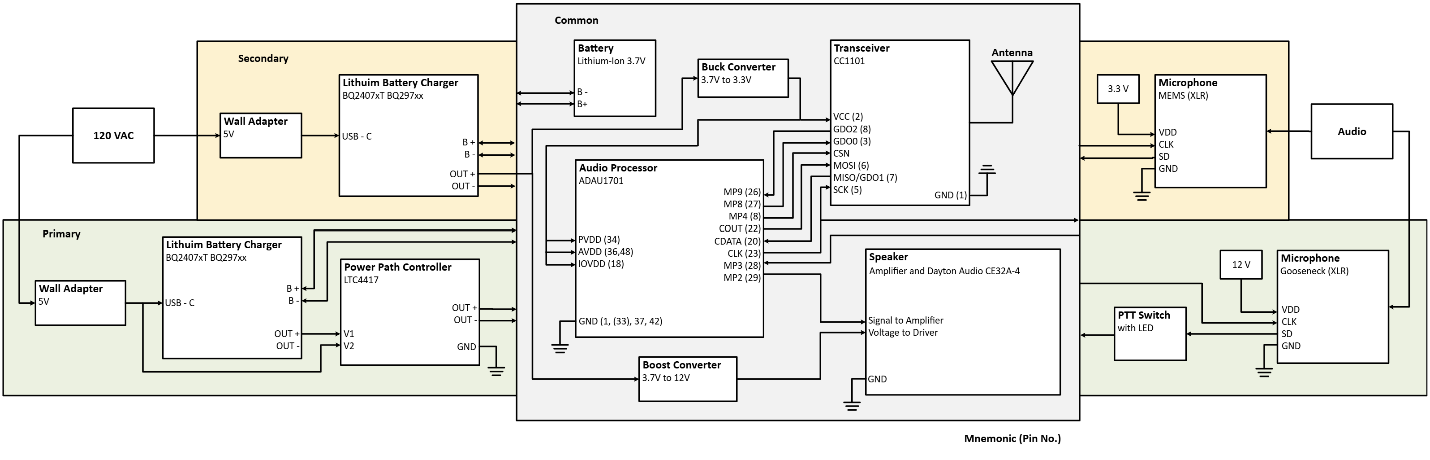 Common
Secondary
Battery
Lithium-Ion 3.7V
B -
B+
Buck Converter
3.7V to 3.3V
Transceiver
CC1101
VCC (2)
GDO2 (8)
GDO0 (3)
CSN
MOSI (6)
MISO/GDO1 (7)
SCK (5)
GND (1)
Antenna
120 VAC
Wall Adapter
5V
Lithuim Battery Charger
BQ2407xT BQ297xx
USB - C
B +
B -
OUT +
OUT -
3.3 V
Microphone
MEMS (XLR)
VDD
CLK
SD
GND
Audio
Audio Processor
ADAU1701
MP9 (26)
MP8 (27)
MP4 (8)
COUT (22)
CDATA (20)
CLK (23)
MP3 (28)
MP2 (29)
PVDD (34)
AVDD (36,48)
IOVDD (18)
GND (1, (33), 37, 42)
Primary
Wall Adapter
5V
Lithuim Battery Charger
BQ2407xT BQ297xx
USB - C
B +
B -
OUT +
OUT -
Power Path Controller
LTC4417
OUT +
OUT -
V1
V2
GND
Boost Converter
3.7V to 12V
Speaker
Amplifier and Dayton Audio CE32A-4
Signal to Amplifier
Voltage to Driver
GND
PTT Switch
with LED
12 V
Microphone
Gooseneck (XLR)
VDD
CLK
SD
GND
Mnemonic (Pin No.)